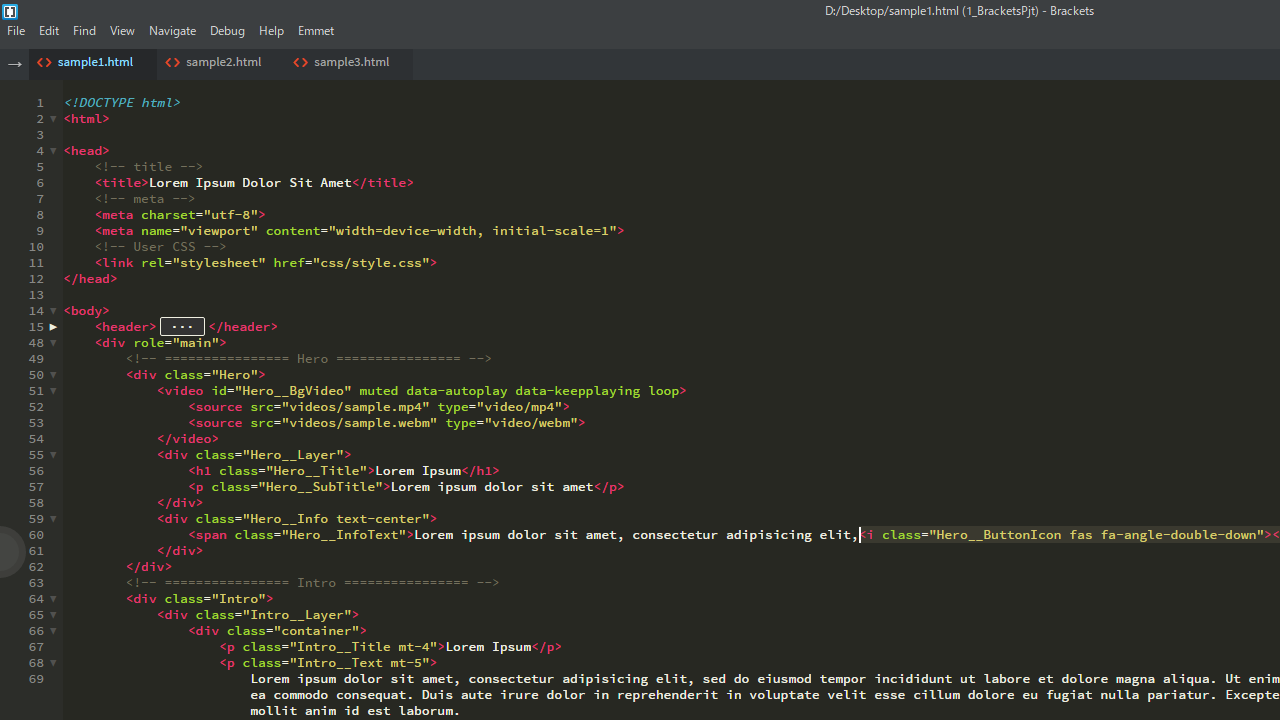 D:/Desktop/sample1.html (1_BracketsPjt) - Brackets
File Edit Find View Navigate Debug Help Emmet
→ <> sample1.html <> sample2.html <> sample3.html
1 <!DOCTYPE html>
2 <html>
3
4 <head>
5 <!-- title -->
6 <title>Lorem Ipsum Dolor Sit Amet</title>
7 <!-- meta -->
8 <meta charset="utf-8">
9 <meta name="viewport" content="width=device-width, initial-scale=1">
10 <!-- User CSS -->
11 <link rel="stylesheet" href="css/style.css">
12 </head>
13
14 <body>
15 <header> ... </header>
48 <div role="main">
49 <!-- ================ Hero ================ -->
50 <div class="Hero">
51 <video id="Hero__BgVideo" muted data-autoplay data-keepplaying loop>
52 <source src="videos/sample.mp4" type="video/mp4">
53 <source src="videos/sample.webm" type="video/webm">
54 </video>
55 <div class="Hero__Layer">
56 <h1 class="Hero__Title">Lorem Ipsum</h1>
57 <p class="Hero__SubTitle">Lorem ipsum dolor sit amet</p>
58 </div>
59 <div class="Hero__Info text-center">
60 <span class="Hero__InfoText">Lorem ipsum dolor sit amet, consectetur adipisicing elit,<i class="Hero__ButtonIcon fas fa-angle-double-down"><
61 </div>
62 </div>
63 <!-- ================ Intro ================ -->
64 <div class="Intro">
65 <div class="Intro__Layer">
66 <div class="container">
67 <p class="Intro__Title mt-4">Lorem Ipsum</p>
68 <p class="Intro__Text mt-5">
69 Lorem ipsum dolor sit amet, consectetur adipisicing elit, sed do eiusmod tempor incididunt ut labore et dolore magna aliqua. Ut enim
ea commodo consequat. Duis aute irure dolor in reprehenderit in voluptate velit esse cillum dolore eu fugiat nulla pariatur. Excepte
mollit anim id est laborum.